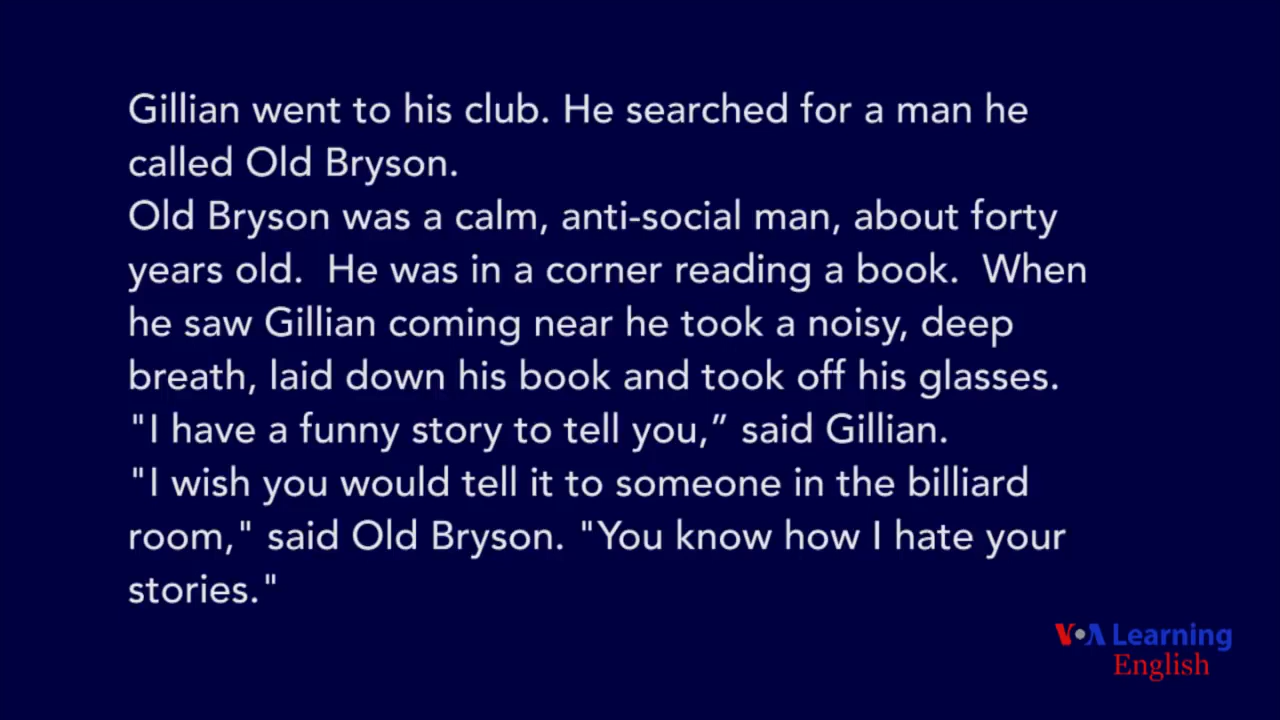 Gillian went to his club. He searched for a man he
called Old Bryson.
Old Bryson was a calm, anti-social man, about forty
years old.  He was in a corner reading a book.  When
he saw Gillian coming near he took a noisy, deep
breath, laid down his book and took off his glasses.
"I have a funny story to tell you,” said Gillian.
"I wish you would tell it to someone in the billiard
room," said Old Bryson. "You know how I hate your
stories."
VOA Learning
English